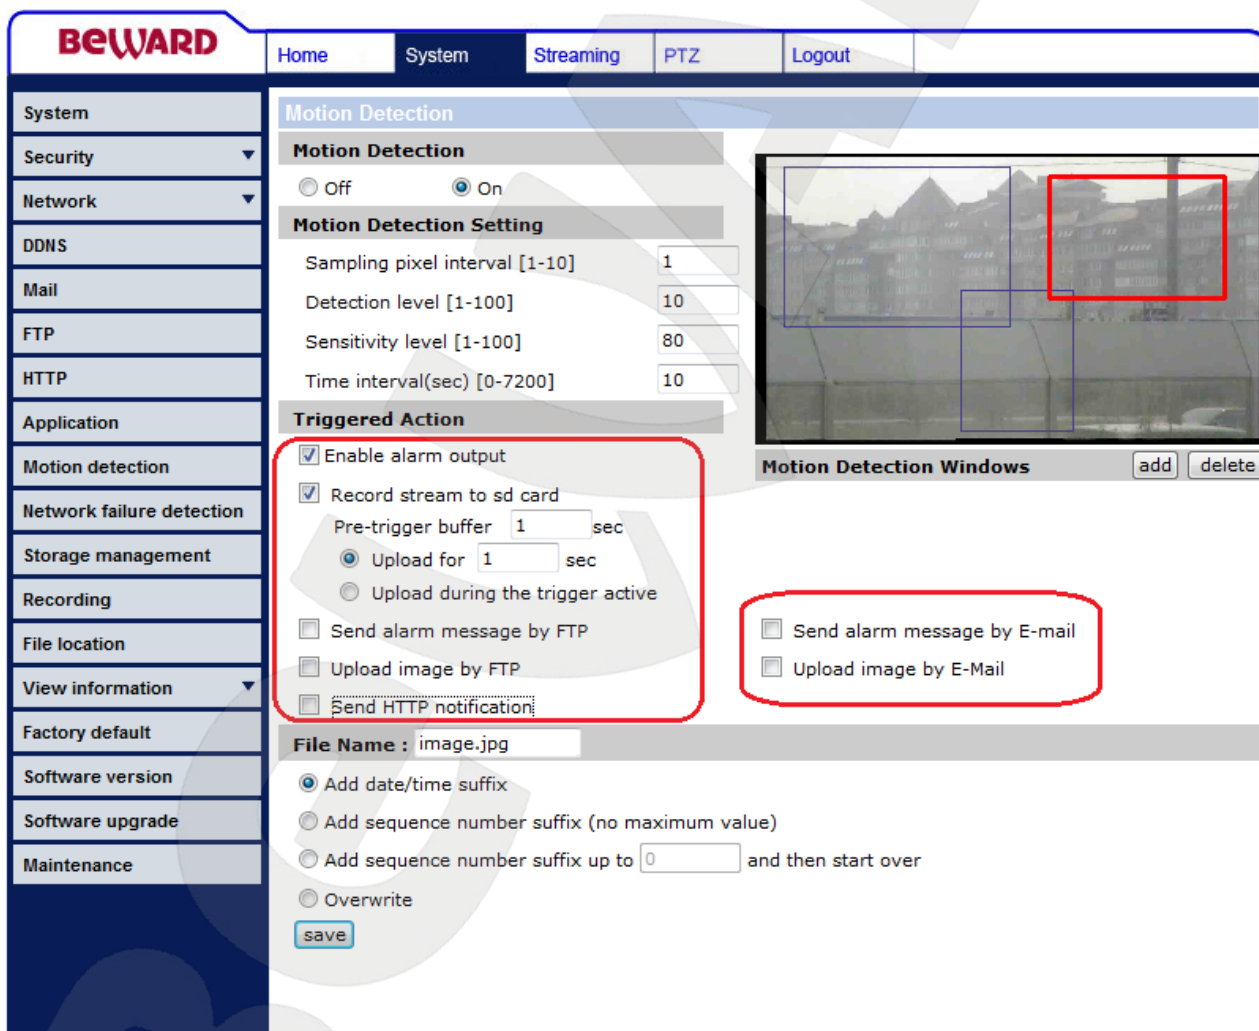 BEWARD
Home System Streaming PTZ Logout
System
Security
Network
DDNS
Mail
FTP
HTTP
Application
Motion detection
Network failure detection
Storage management
Recording
File location
View information
Factory default
Software version
Software upgrade
Maintenance
Motion Detection
Motion Detection
Off On
Motion Detection Setting
Sampling pixel interval [1-10] 1
Detection level [1-100] 10
Sensitivity level [1-100] 80
Time interval(sec) [0-7200] 10
Triggered Action
Enable alarm output
Record stream to sd card
Pre-trigger buffer 1 sec
Upload for 1 sec
Upload during the trigger active
Send alarm message by FTP
Upload image by FTP
Send HTTP notification
Motion Detection Windows add delete
Send alarm message by E-mail
Upload image by E-Mail
File Name : image.jpg
Add date/time suffix
Add sequence number suffix (no maximum value)
Add sequence number suffix up to 0 and then start over
Overwrite
save